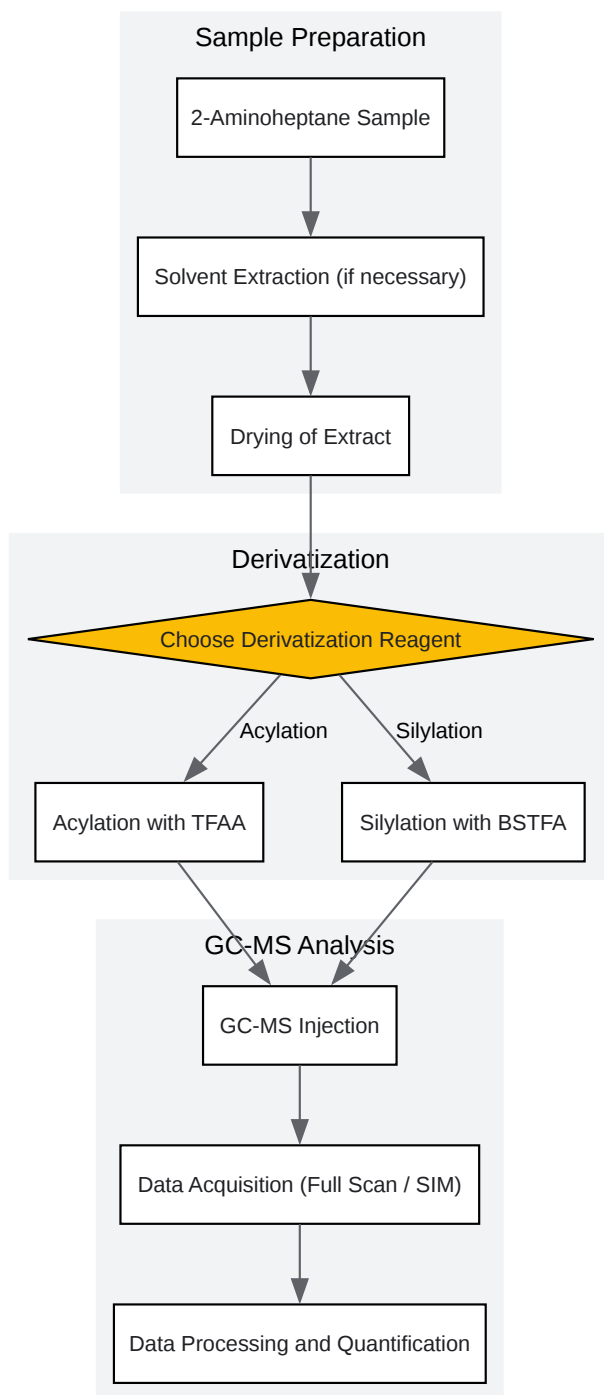 Sample Preparation
2-Aminoheptane Sample
Solvent Extraction (if necessary)
Drying of Extract
Derivatization
Choose Derivatization Reagent
Acylation
Silylation
Acylation with TFAA
Silylation with BSTFA
GC-MS Analysis
GC-MS Injection
Data Acquisition (Full Scan / SIM)
Data Processing and Quantification